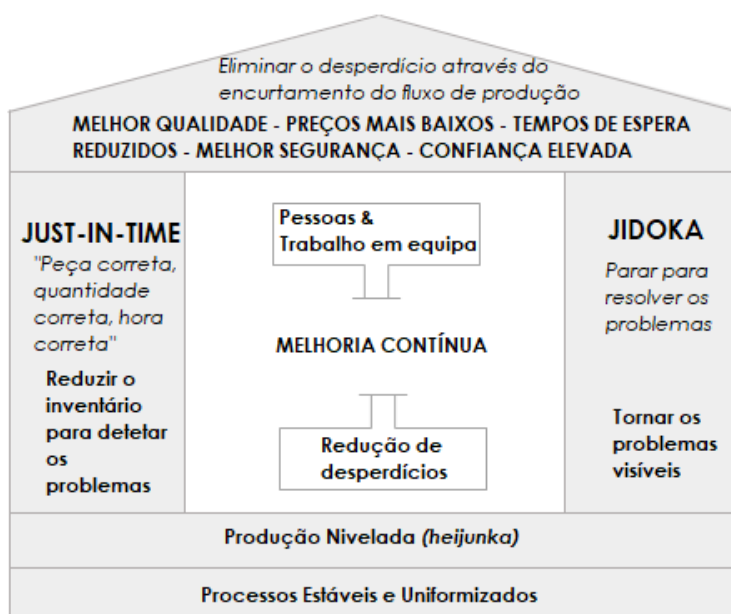 Eliminar o desperdício através do
encurtamento do fluxo de produção
MELHOR QUALIDADE - PREÇOS MAIS BAIXOS - TEMPOS DE ESPERA
REDUZIDOS - MELHOR SEGURANÇA - CONFIANÇA ELEVADA
JUST-IN-TIME
"Peça correta,
quantidade
correta, hora
correta"
Reduzir o
inventário
para detetar
os
problemas
Pessoas &
Trabalho em equipa
MELHORIA CONTÍNUA
Redução de
desperdícios
JIDOKA
Parar para
resolver os
problemas
Tornar os
problemas
visíveis
Produção Nivelada (heijunka)
Processos Estáveis e Uniformizados